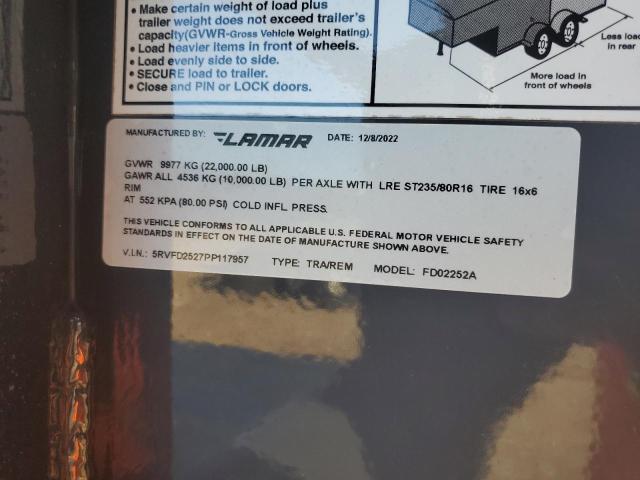 • Make certain weight of load plus
trailer weight does not exceed trailer's
capacity(GVWR-Gross Vehicle Weight Rating).
• Load heavier items in front of wheels.
• Load evenly side to side.
• SECURE load to trailer.
• Close and PIN or LOCK doors.
Less load
in rear
More load in
front of wheels
MANUFACTURED BY: LAMAR DATE: 12/8/2022
GVWR 9977 KG (22,000.00 LB)
GAWR ALL 4536 KG (10,000.00 LB) PER AXLE WITH LRE ST235/80R16 TIRE 16x6
RIM
AT 552 KPA (80.00 PSI) COLD INFL PRESS.
THIS VEHICLE CONFORMS TO ALL APPLICABLE U.S. FEDERAL MOTOR VEHICLE SAFETY
STANDARDS IN EFFECT ON THE DATE OF MANUFACTURE SHOWN ABOVE.
V.I.N.: 5RVFD2527PP117957 TYPE: TRA/REM MODEL: FD02252A